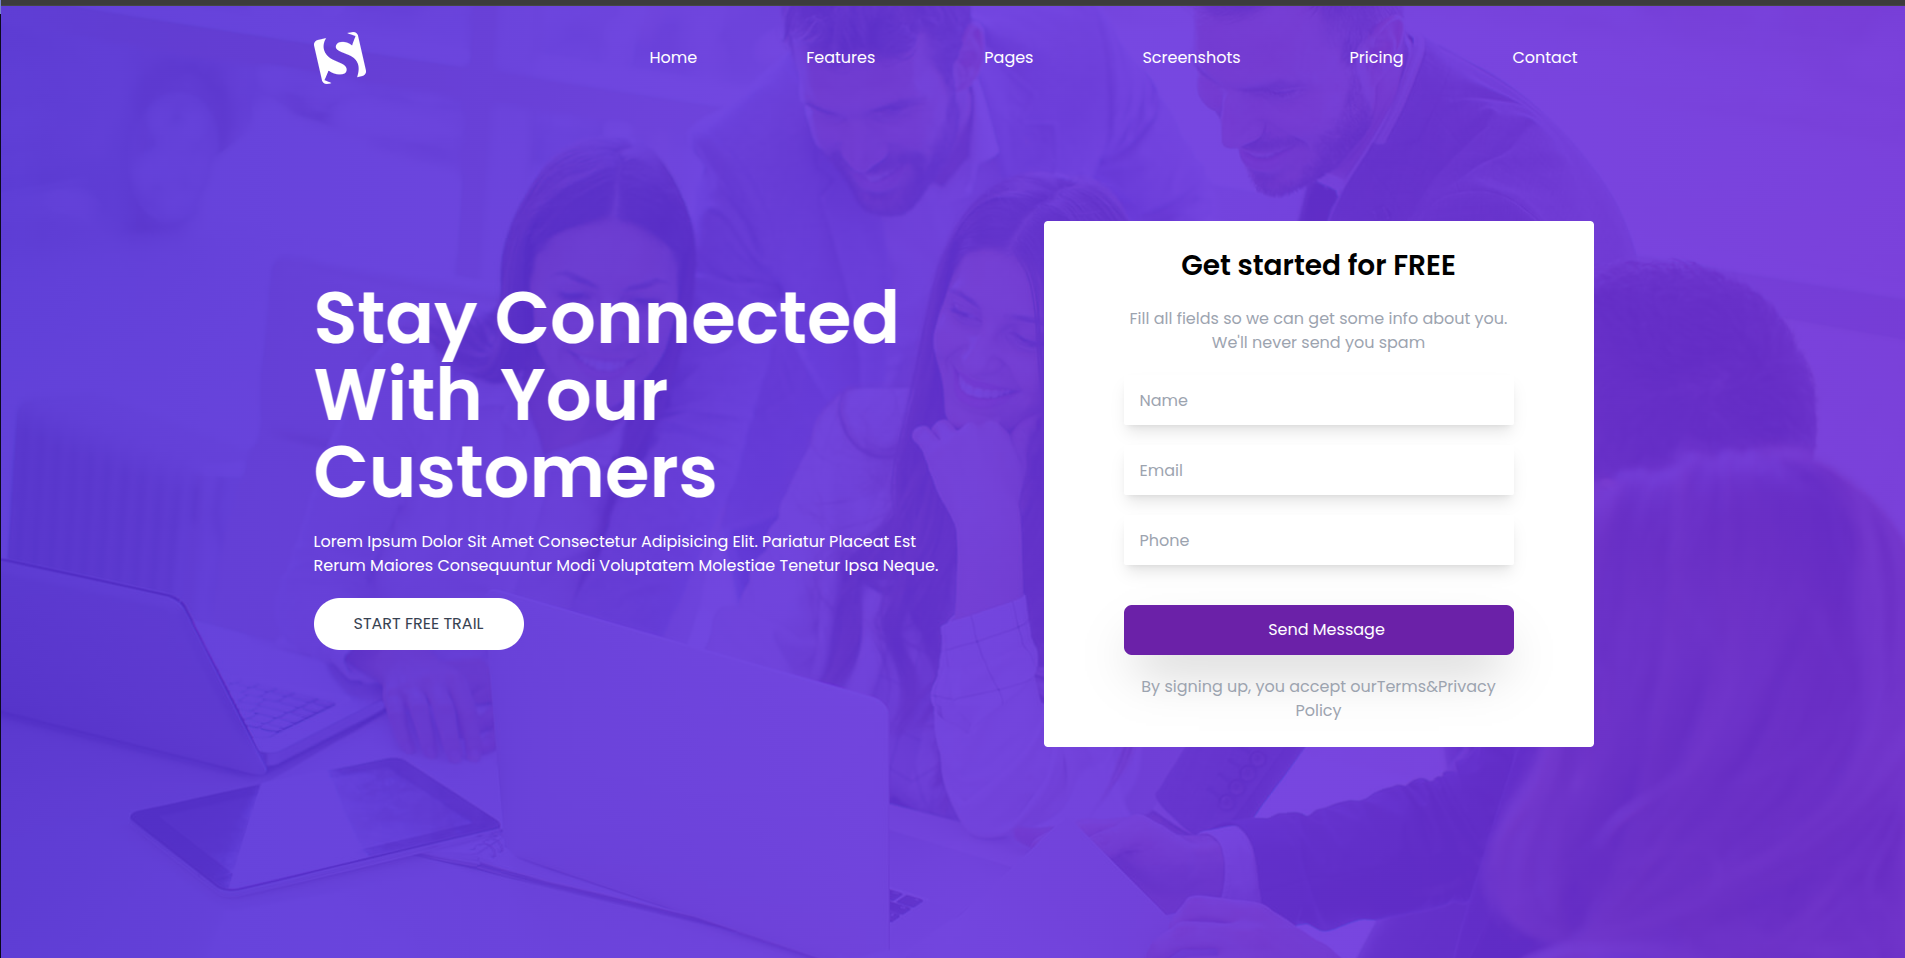 Home Features Pages Screenshots Pricing Contact
Stay Connected
With Your
Customers
Lorem Ipsum Dolor Sit Amet Consectetur Adipisicing Elit. Pariatur Placeat Est
Rerum Maiores Consequuntur Modi Voluptatem Molestiae Tenetur Ipsa Neque.
START FREE TRAIL
Get started for FREE
Fill all fields so we can get some info about you.
We'll never send you spam
Name
Email
Phone
Send Message
By signing up, you accept ourTerms&Privacy
Policy